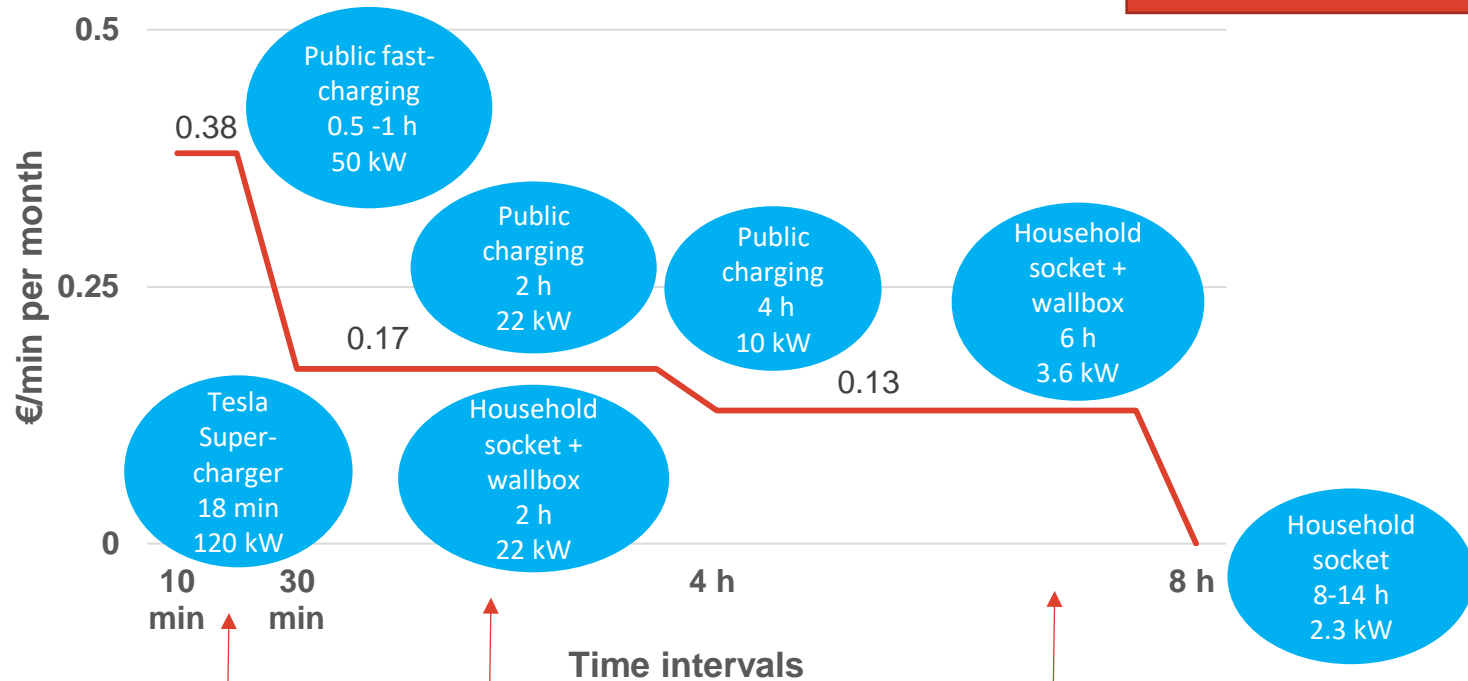 0.5
0.25
0
€/min per month
0.38
0.17
0.13
Public fast-
charging
0.5 -1 h
50 kW
Public
charging
2 h
22 kW
Public
charging
4 h
10 kW
Household
socket +
wallbox
6 h
3.6 kW
Tesla
Super-
charger
18 min
120 kW
Household
socket +
wallbox
2 h
22 kW
Household
socket
8-14 h
2.3 kW
10
min
30
min
4 h
8 h
Time intervals